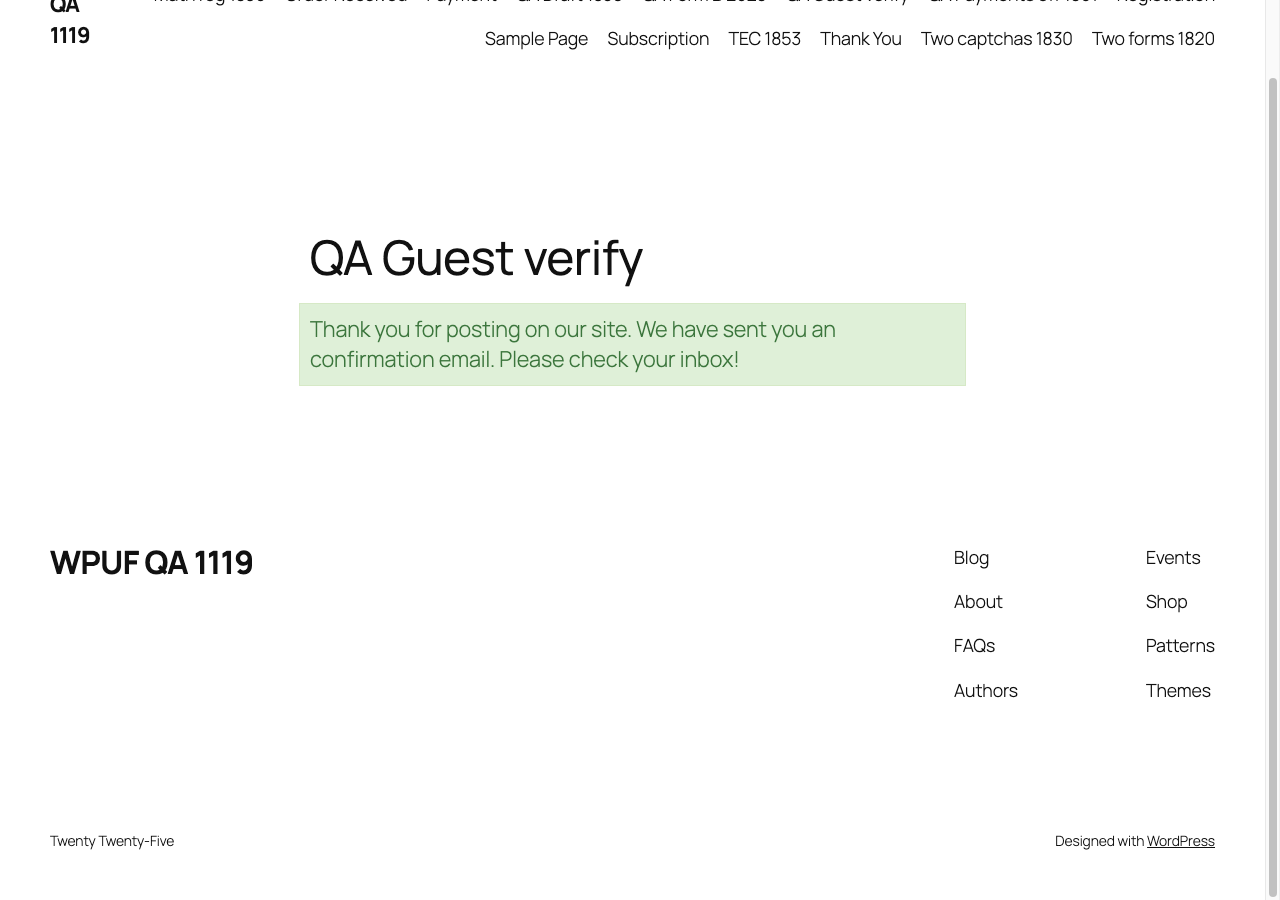 QA
1119
Sample Page Subscription TEC 1853 Thank You Two captchas 1830 Two forms 1820
QA Guest verify
Thank you for posting on our site. We have sent you an
confirmation email. Please check your inbox!
WPUF QA 1119
Blog
About
FAQs
Authors
Events
Shop
Patterns
Themes
Twenty Twenty-Five
Designed with WordPress